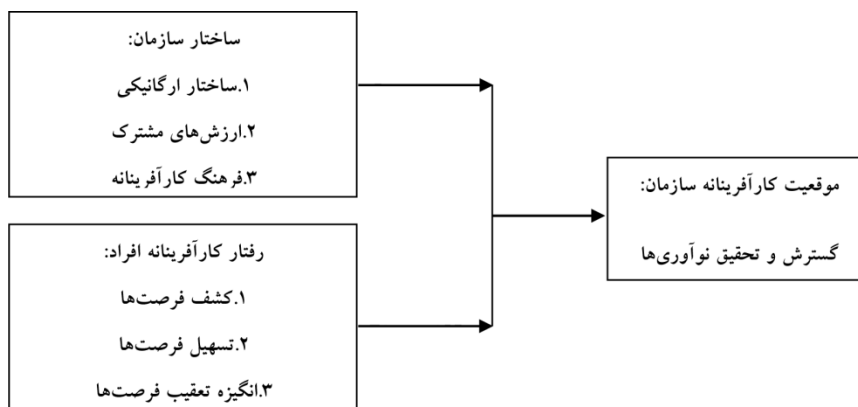 ساختار سازمان:
۱.ساختار ارگانیکی
۲.ارزش‌های مشترک
۳.فرهنگ کارآفرینانه
رفتار کارآفرینانه افراد:
۱.کشف فرصت‌ها
۲.تسهیل فرصت‌ها
۳.انگیزه تعقیب فرصت‌ها
موقعیت کارآفرینانه سازمان:
گسترش و تحقیق نوآوری‌ها